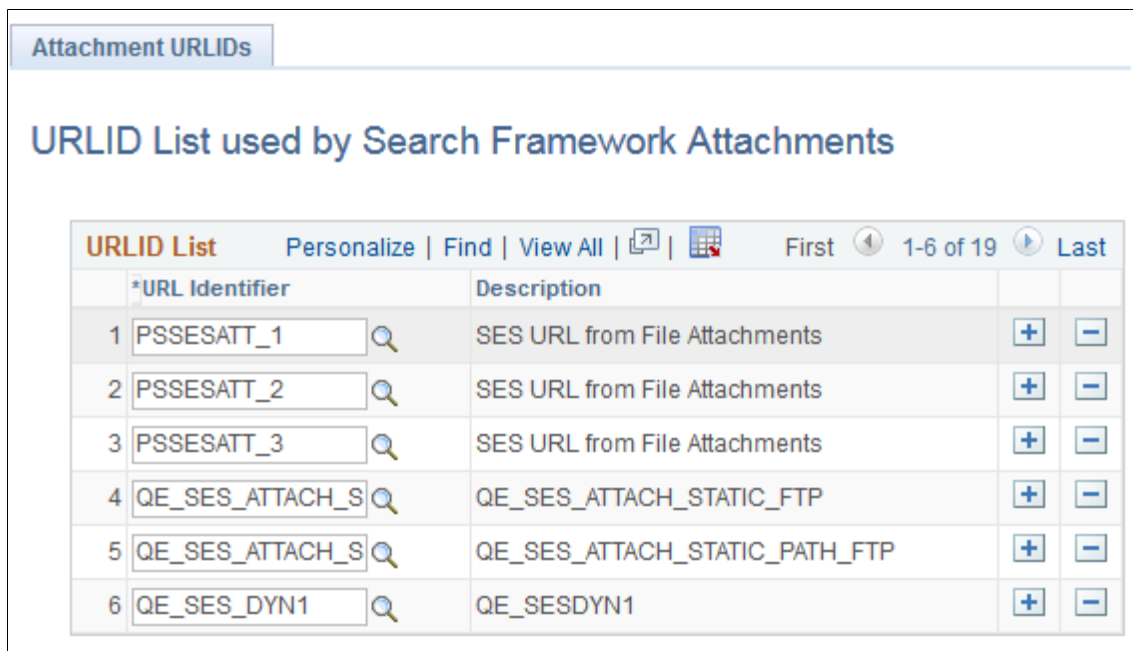 Attachment URLIDs
URLID List used by Search Framework Attachments
URLID List Personalize | Find | View All | | First 1-6 of 19 Last
*URL Identifier Description
1 PSSESATT_1 SES URL from File Attachments
2 PSSESATT_2 SES URL from File Attachments
3 PSSESATT_3 SES URL from File Attachments
4 QE_SES_ATTACH_S QE_SES_ATTACH_STATIC_FTP
5 QE_SES_ATTACH_S QE_SES_ATTACH_STATIC_PATH_FTP
6 QE_SES_DYN1 QE_SESDYN1